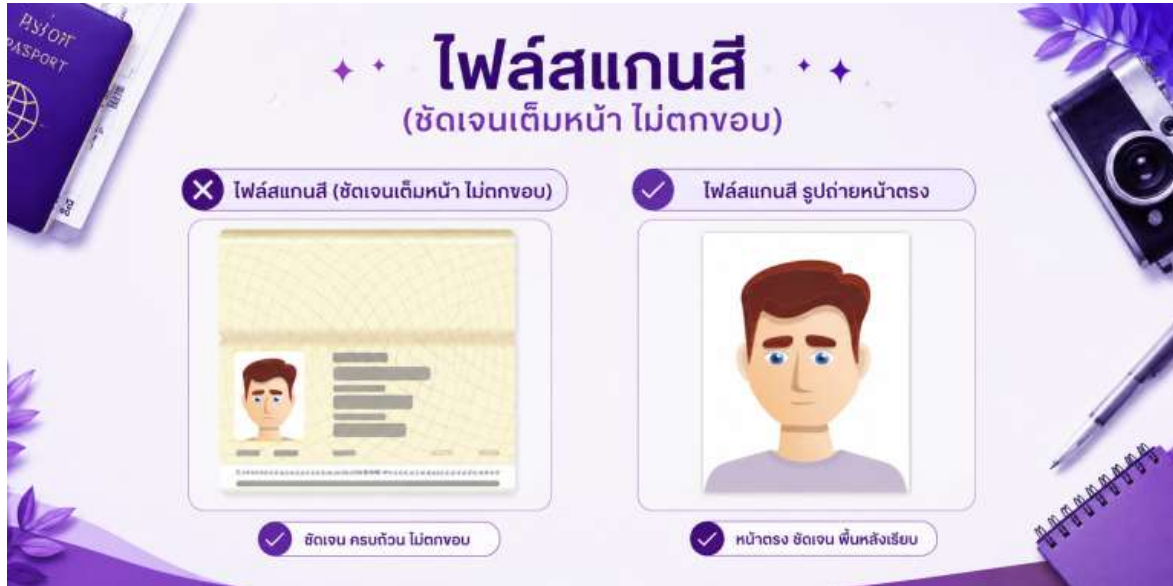 PASSPORT
ไฟล์สแกนสี
(ชัดเจนเต็มหน้า ไม่ตกขอบ)
ไฟล์สแกนสี (ชัดเจนเต็มหน้า ไม่ตกขอบ)
ไฟล์สแกนสี รูปถ่ายหน้าตรง
ชัดเจน ครบถ้วน ไม่ตกขอบ
หน้าตรง ชัดเจน พื้นหลังเรียบ